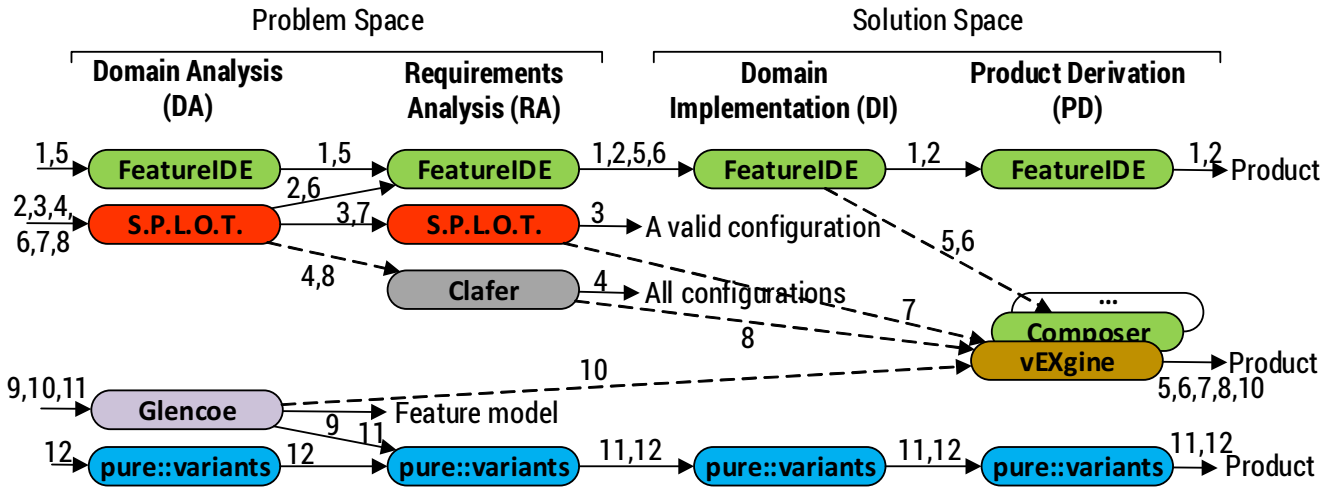 Problem Space
Solution Space
Domain Analysis
(DA)
Requirements
Analysis (RA)
Domain
Implementation (DI)
Product Derivation
(PD)
1,5
FeatureIDE
1,5
FeatureIDE
1,2,5,6
FeatureIDE
1,2
FeatureIDE
1,2
Product
2,6
2,3,4,
6,7,8
S.P.L.O.T.
3,7
S.P.L.O.T.
3
A valid configuration
5,6
4,8
Clafer
4
All configurations
7
8
...
Composer
vEXgine
Product
5,6,7,8,10
10
9,10,11
Glencoe
Feature model
9
11
12
pure::variants
12
pure::variants
11,12
pure::variants
11,12
pure::variants
11,12
Product